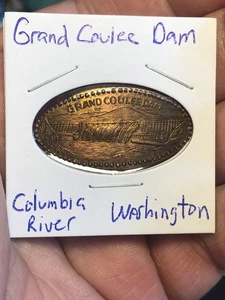 Grand Coulee Dam
GRAND COULEE DAM
Columbia
River
Washington